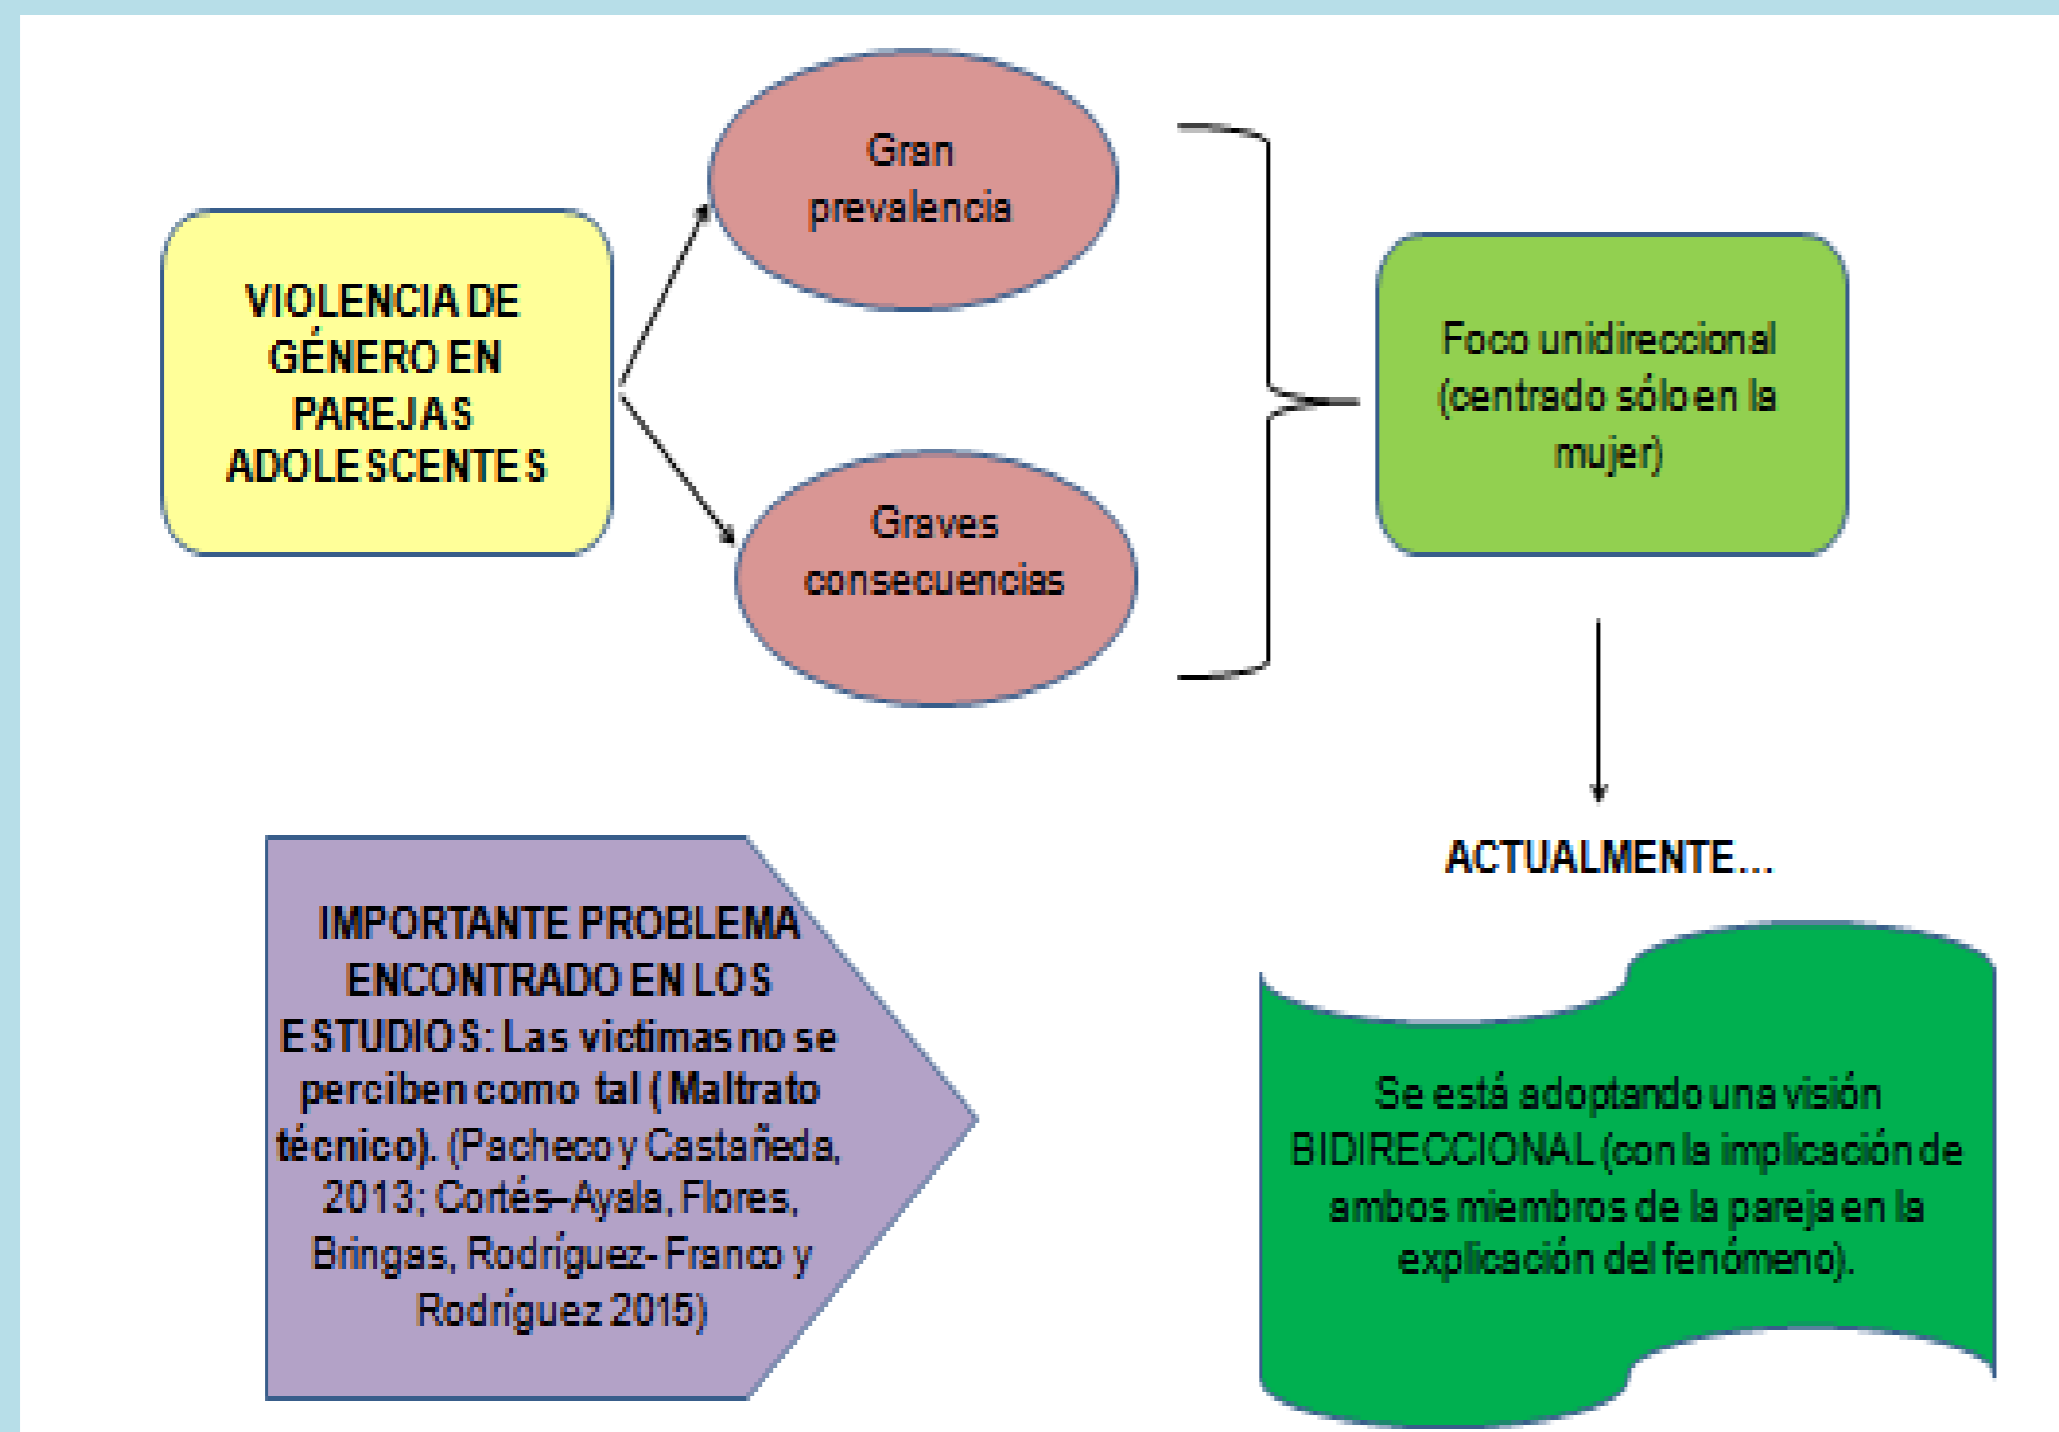 Gran
prevalencia
VIOLENCIA DE
GÉNERO EN
PAREJAS
ADOLESCENTES
Graves
consecuencias
Foco unidireccional
(centrado sólo en la
mujer)
ACTUALMENTE...
Se está adoptando una visión
BIDIRECCIONAL (con la implicación de
ambos miembros de la pareja en la
explicación del fenómeno).
IMPORTANTE PROBLEMA
ENCONTRADO EN LOS
ESTUDIOS: Las victimas no se
perciben como tal ( Maltrato
técnico). (Pacheco y Castañeda,
2013; Cortés–Ayala, Flores,
Bringas, Rodríguez- Franco y
Rodríguez 2015)